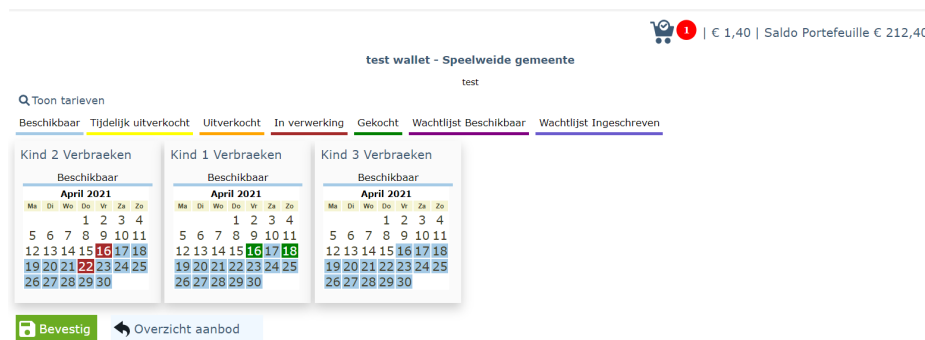 1 | € 1,40 | Saldo Portefeuille € 212,40
test wallet - Speelweide gemeente
test
Toon tarieven
Beschikbaar Tijdelijk uitverkocht Uitverkocht In verwerking Gekocht Wachtlijst Beschikbaar Wachtlijst Ingeschreven
Kind 2 Verbraeken
Beschikbaar
April 2021
Ma Di Wo Do Vr Za Zo
1 2 3 4
5 6 7 8 9 10 11
12 13 14 15 16 17 18
19 20 21 22 23 24 25
26 27 28 29 30
Kind 1 Verbraeken
Beschikbaar
April 2021
Ma Di Wo Do Vr Za Zo
1 2 3 4
5 6 7 8 9 10 11
12 13 14 15 16 17 18
19 20 21 22 23 24 25
26 27 28 29 30
Kind 3 Verbraeken
Beschikbaar
April 2021
Ma Di Wo Do Vr Za Zo
1 2 3 4
5 6 7 8 9 10 11
12 13 14 15 16 17 18
19 20 21 22 23 24 25
26 27 28 29 30
Bevestig Overzicht aanbod